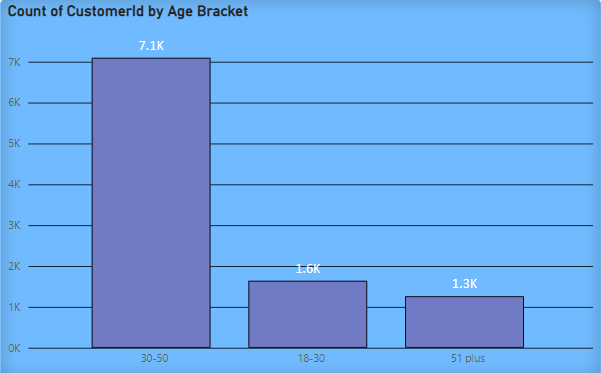 Count of CustomerId by Age Bracket
7.1K
7K
6K
5K
4K
3K
2K
1.6K
1.3K
1K
0K
30-50 18-30 51 plus